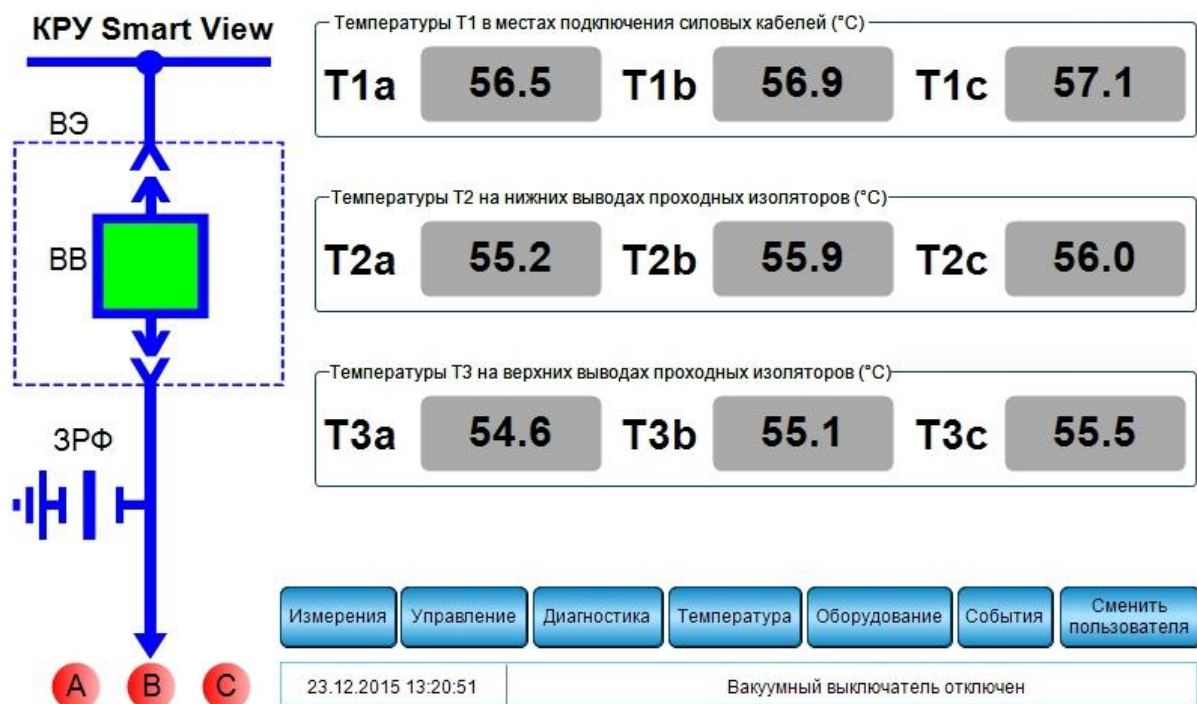 КРУ Smart View
ВЭ
ВВ
ЗРФ
A B C
Температуры T1 в местах подключения силовых кабелей (°C)
T1a 56.5 T1b 56.9 T1c 57.1
Температуры T2 на нижних выводах проходных изоляторов (°C)
T2a 55.2 T2b 55.9 T2c 56.0
Температуры T3 на верхних выводах проходных изоляторов (°C)
T3a 54.6 T3b 55.1 T3c 55.5
Измерения Управление Диагностика Температура Оборудование События Сменить
пользователя
23.12.2015 13:20:51 Вакуумный выключатель отключен